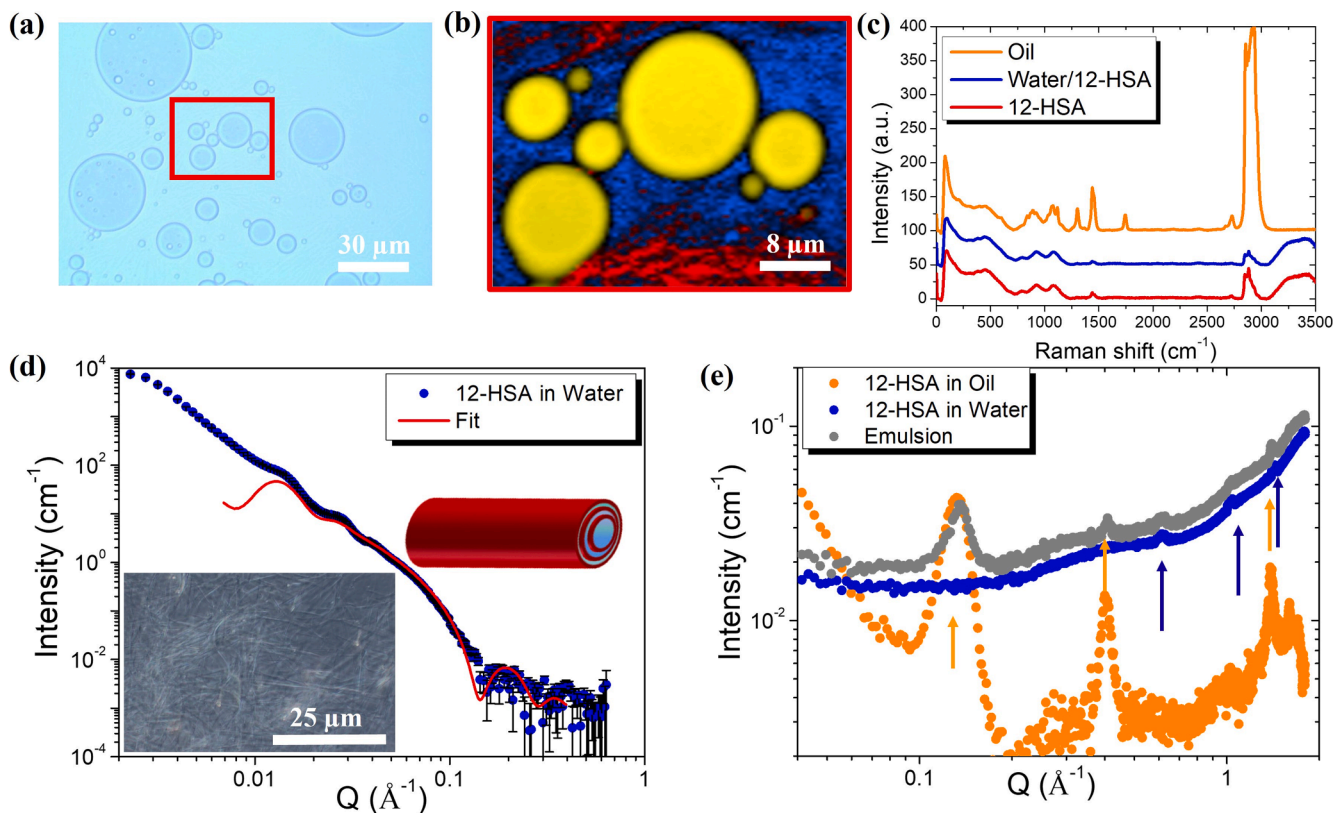 (a)
30 µm
(b)
8 µm
(c)
Intensity (a.u.)
400
350
300
250
200
150
100
50
0
Oil
Water/12-HSA
12-HSA
0
500
1000
1500
2000
2500
3000
3500
Raman shift (cm⁻¹)
(d)
Intensity (cm⁻¹)
10⁴
10²
10⁰
10⁻²
10⁻⁴
12-HSA in Water
Fit
25 µm
0.01
0.1
1
Q (Å⁻¹)
(e)
Intensity (cm⁻¹)
10⁻¹
10⁻²
12-HSA in Oil
12-HSA in Water
Emulsion
0.1
1
Q (Å⁻¹)